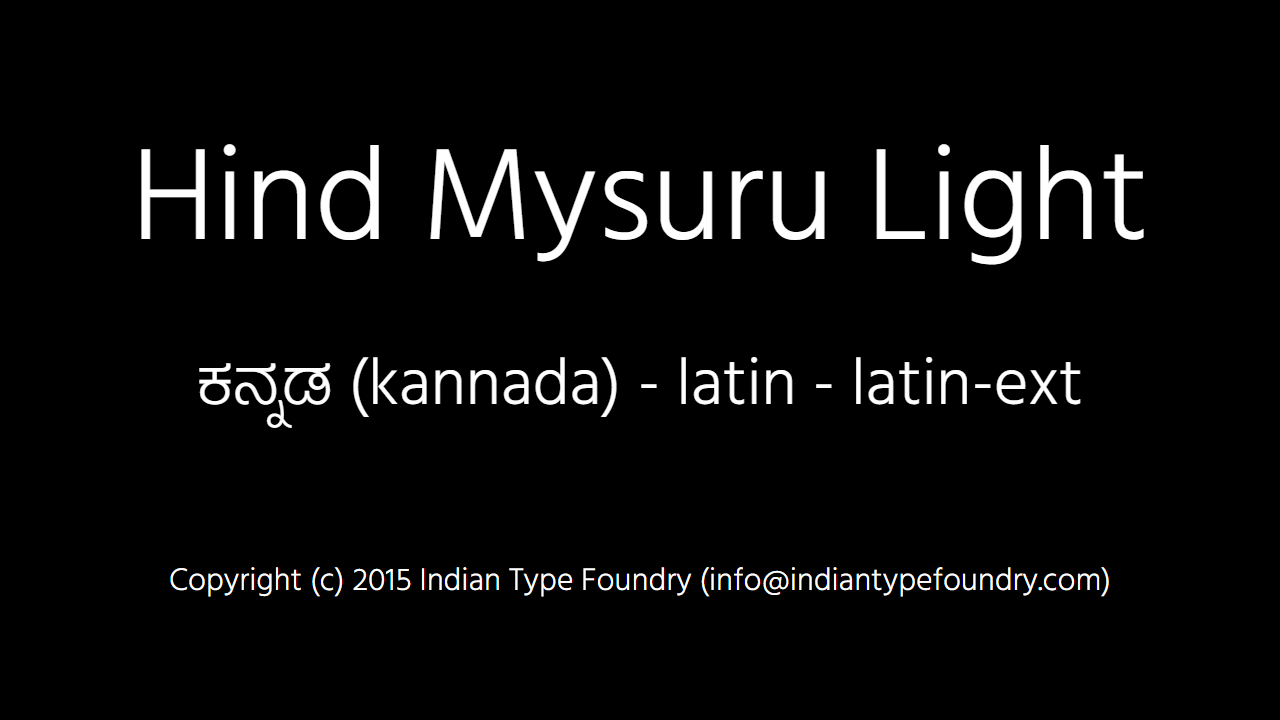 Hind Mysuru Light
ಕನ್ನಡ (kannada) - latin - latin-ext
Copyright (c) 2015 Indian Type Foundry (info@indiantypefoundry.com)